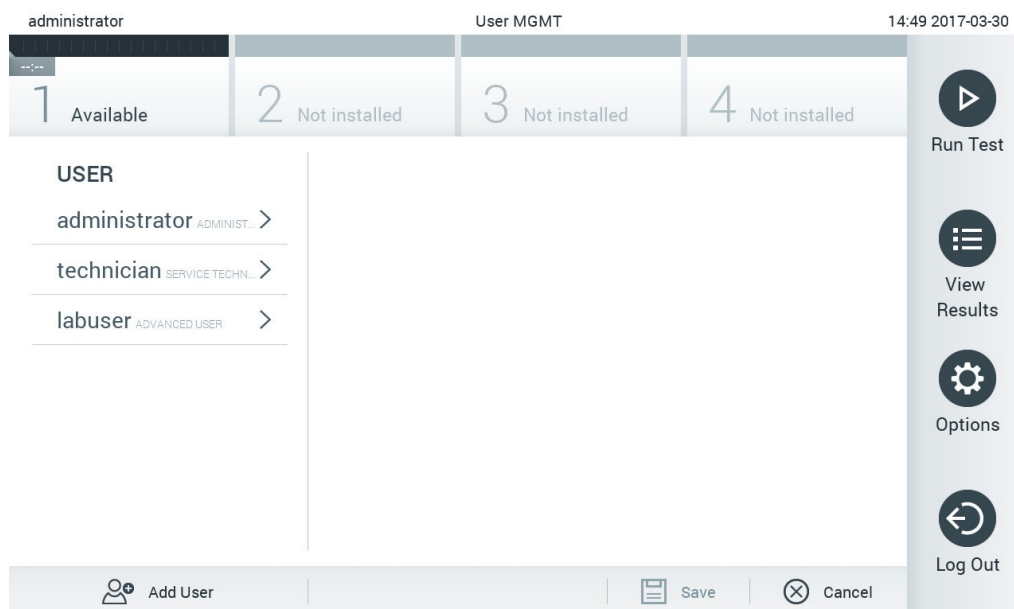 administrator
User MGMT
14:49 2017-03-30
--:--
1 Available
2 Not installed
3 Not installed
4 Not installed
Run Test
USER
administrator ADMINIST...
technician SERVICE TECHN...
labuser ADVANCED USER
View
Results
Options
Log Out
Add User
Save
Cancel